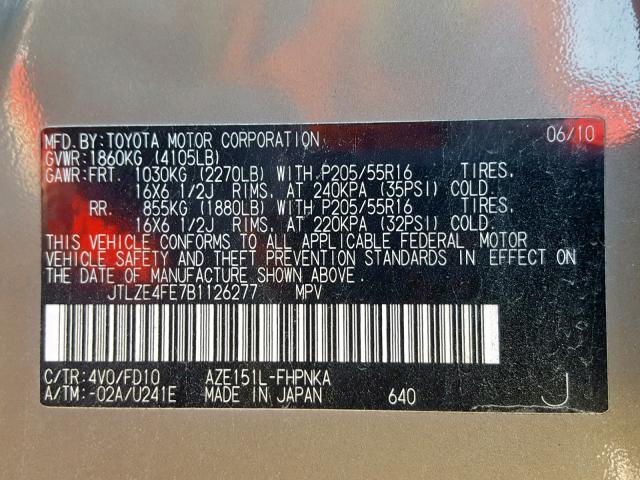 MFD. BY: TOYOTA MOTOR CORPORATION 06/10
GVWR: 1860KG (4105LB)
GAWR: FRT. 1030KG (2270LB) WITH P205/55R16 TIRES,
16X6 1/2J RIMS, AT 240KPA (35PSI) COLD.
RR. 855KG (1880LB) WITH P205/55R16 TIRES,
16X6 1/2J RIMS, AT 220KPA (32PSI) COLD.
THIS VEHICLE CONFORMS TO ALL APPLICABLE FEDERAL MOTOR
VEHICLE SAFETY AND THEFT PREVENTION STANDARDS IN EFFECT ON
THE DATE OF MANUFACTURE SHOWN ABOVE.
JTLZE4FE7B1126277 MPV
C/TR: 4V0/FD10 AZE151L-FHPNKA
A/TM: -02A/U241E MADE IN JAPAN 640 J